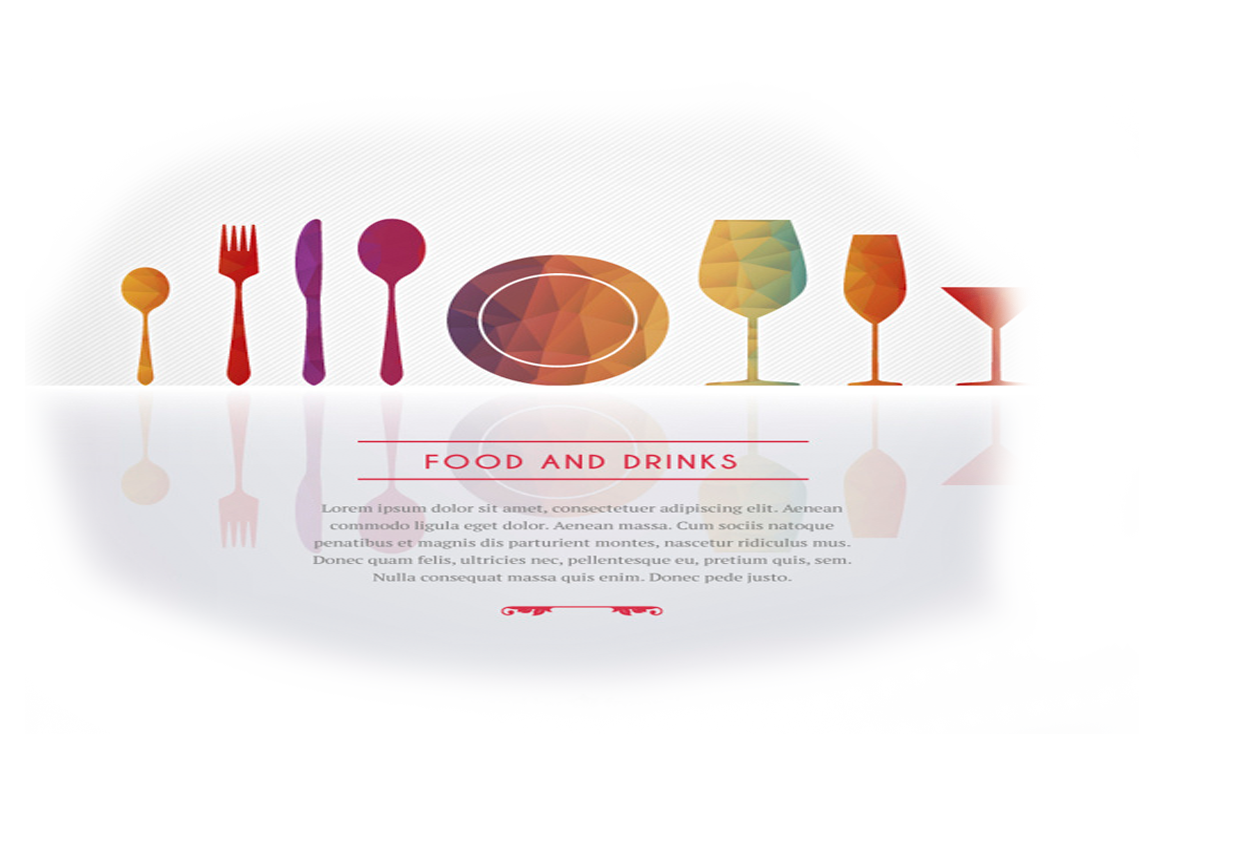 FOOD AND DRINKS
Lorem ipsum dolor sit amet, consectetuer adipiscing elit. Aenean
commodo ligula eget dolor. Aenean massa. Cum sociis natoque
penatibus et magnis dis parturient montes, nascetur ridiculus mus.
Donec quam felis, ultricies nec, pellentesque eu, pretium quis, sem.
Nulla consequat massa quis enim. Donec pede justo.